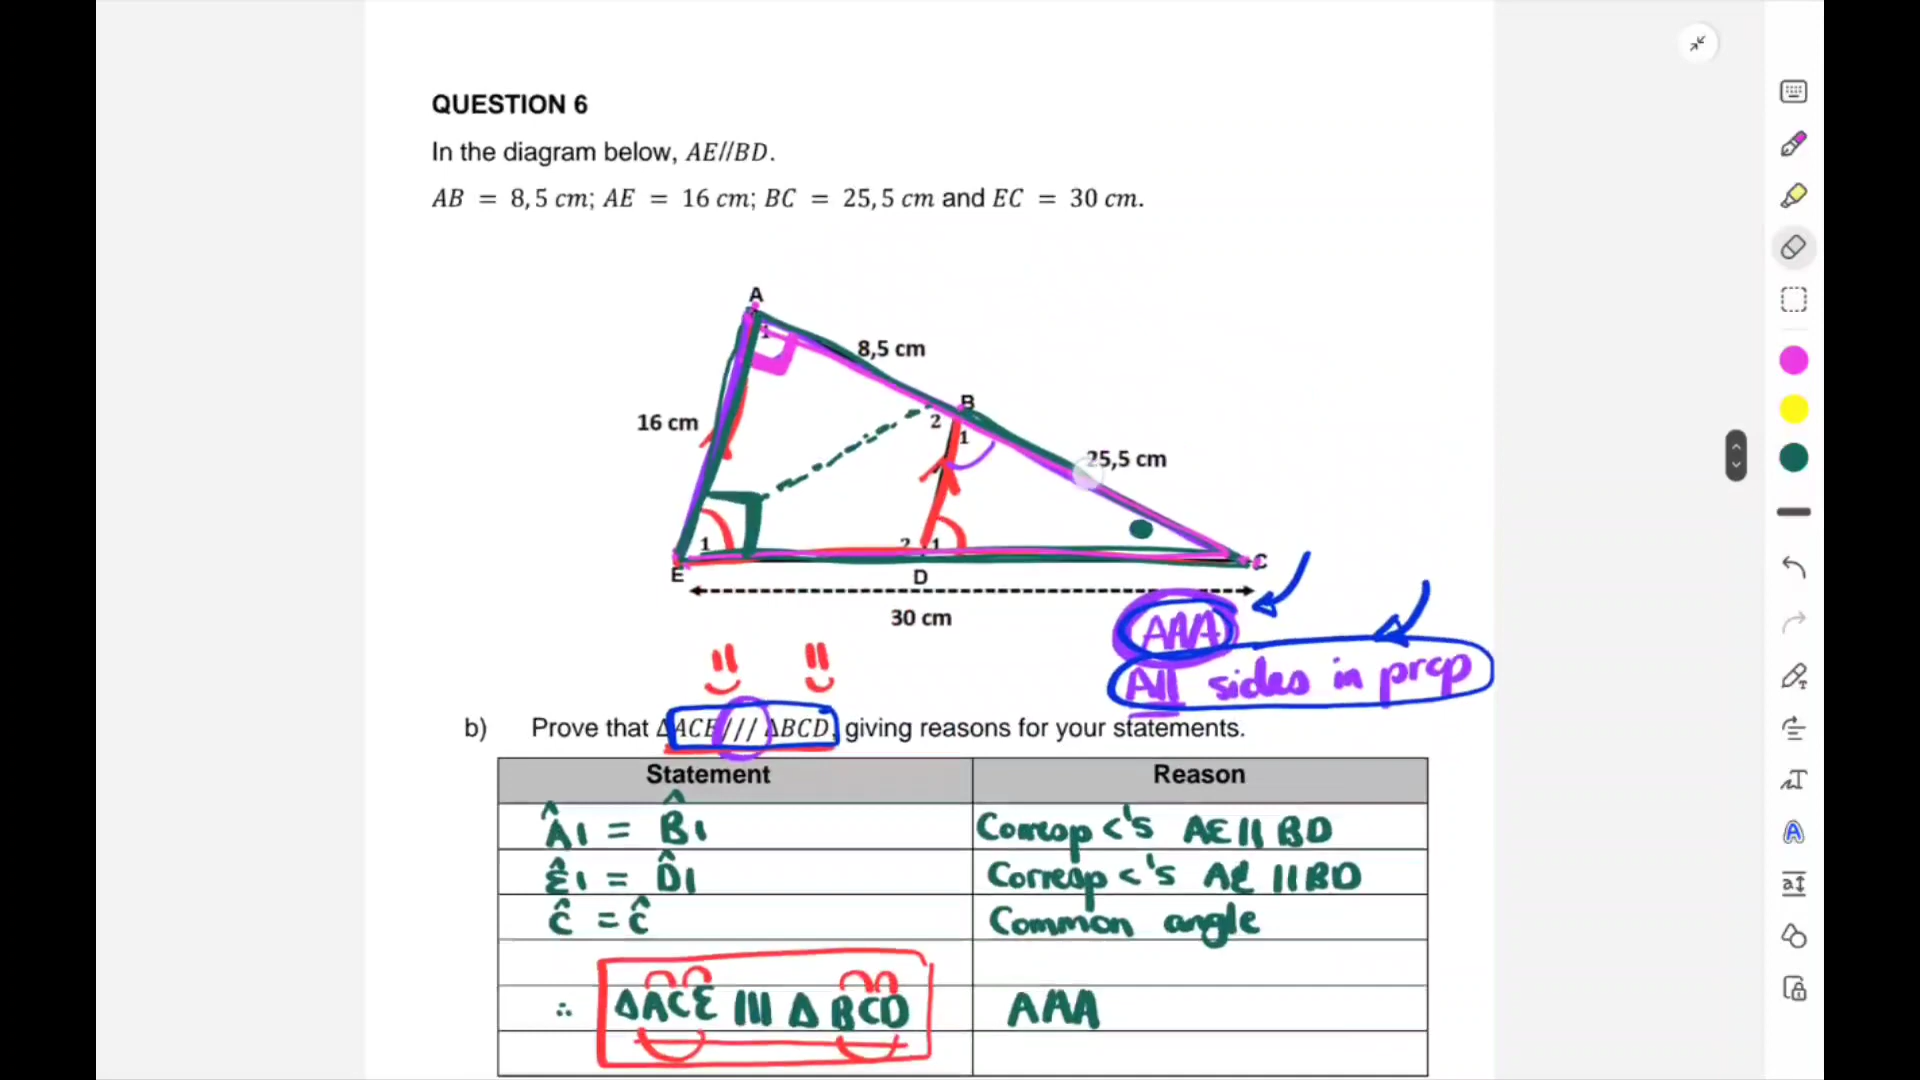 QUESTION 6
In the diagram below, AE//BD.
AB = 8,5 cm; AE = 16 cm; BC = 25,5 cm and EC = 30 cm.
A
1
8,5 cm
B
16 cm
2
1
25,5 cm
1
2 1
E
D
C
30 cm
AAA
All sides in prop
b) Prove that ΔACE /// ΔBCD, giving reasons for your statements.
Statement Reason
Â1 = B̂1 Corresp <'s AE || BD
Ê1 = D̂1 Corresp <'s AE || BD
Ĉ = Ĉ Common angle
∴ ΔACE ||| Δ BCD AAA